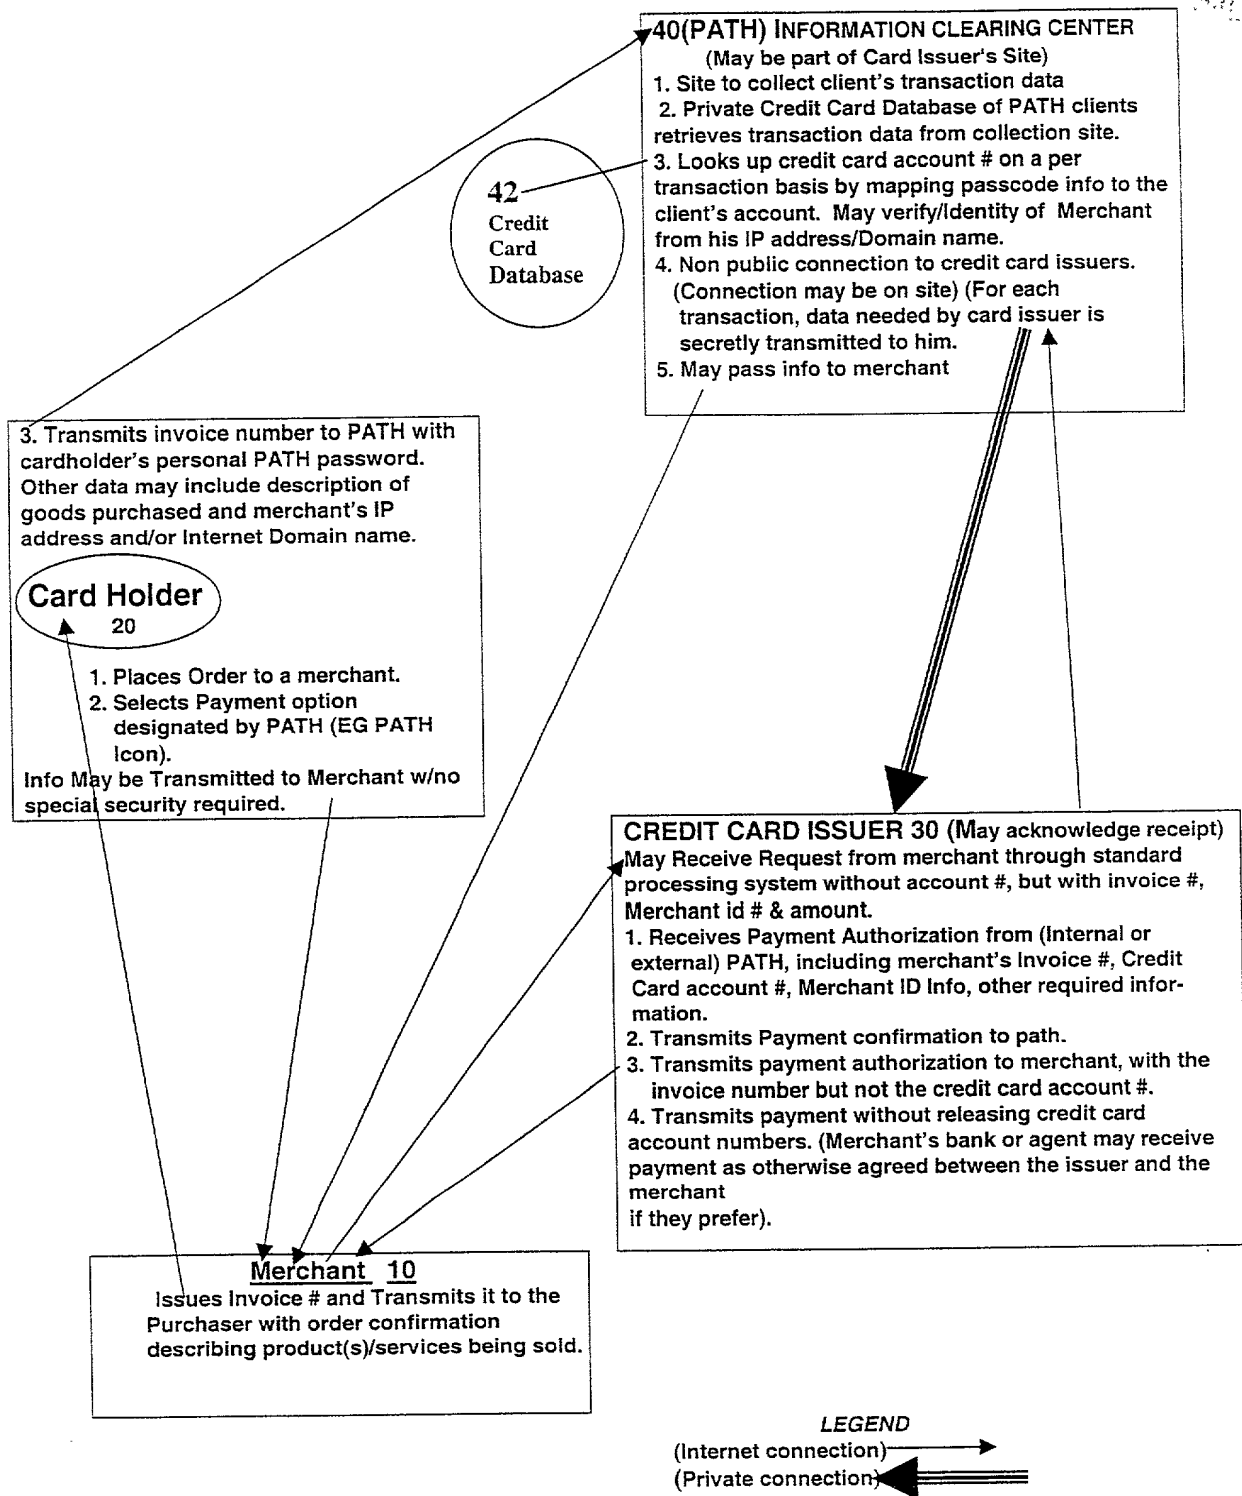 40(PATH) INFORMATION CLEARING CENTER
(May be part of Card Issuer's Site)
1. Site to collect client's transaction data
2. Private Credit Card Database of PATH clients
retrieves transaction data from collection site.
3. Looks up credit card account # on a per
transaction basis by mapping passcode info to the
client's account. May verify/Identity of Merchant
from his IP address/Domain name.
4. Non public connection to credit card issuers.
(Connection may be on site) (For each
transaction, data needed by card issuer is
secretly transmitted to him.
5. May pass info to merchant
42
Credit
Card
Database
3. Transmits invoice number to PATH with
cardholder's personal PATH password.
Other data may include description of
goods purchased and merchant's IP
address and/or Internet Domain name.
Card Holder
20
1. Places Order to a merchant.
2. Selects Payment option
designated by PATH (EG PATH
Icon).
Info May be Transmitted to Merchant w/no
special security required.
CREDIT CARD ISSUER 30 (May acknowledge receipt)
May Receive Request from merchant through standard
processing system without account #, but with invoice #,
Merchant id # & amount.
1. Receives Payment Authorization from (Internal or
external) PATH, including merchant's Invoice #, Credit
Card account #, Merchant ID Info, other required infor-
mation.
2. Transmits Payment confirmation to path.
3. Transmits payment authorization to merchant, with the
invoice number but not the credit card account #.
4. Transmits payment without releasing credit card
account numbers. (Merchant's bank or agent may receive
payment as otherwise agreed between the issuer and the
merchant
if they prefer).
Merchant 10
Issues Invoice # and Transmits it to the
Purchaser with order confirmation
describing product(s)/services being sold.
LEGEND
(Internet connection)
(Private connection)